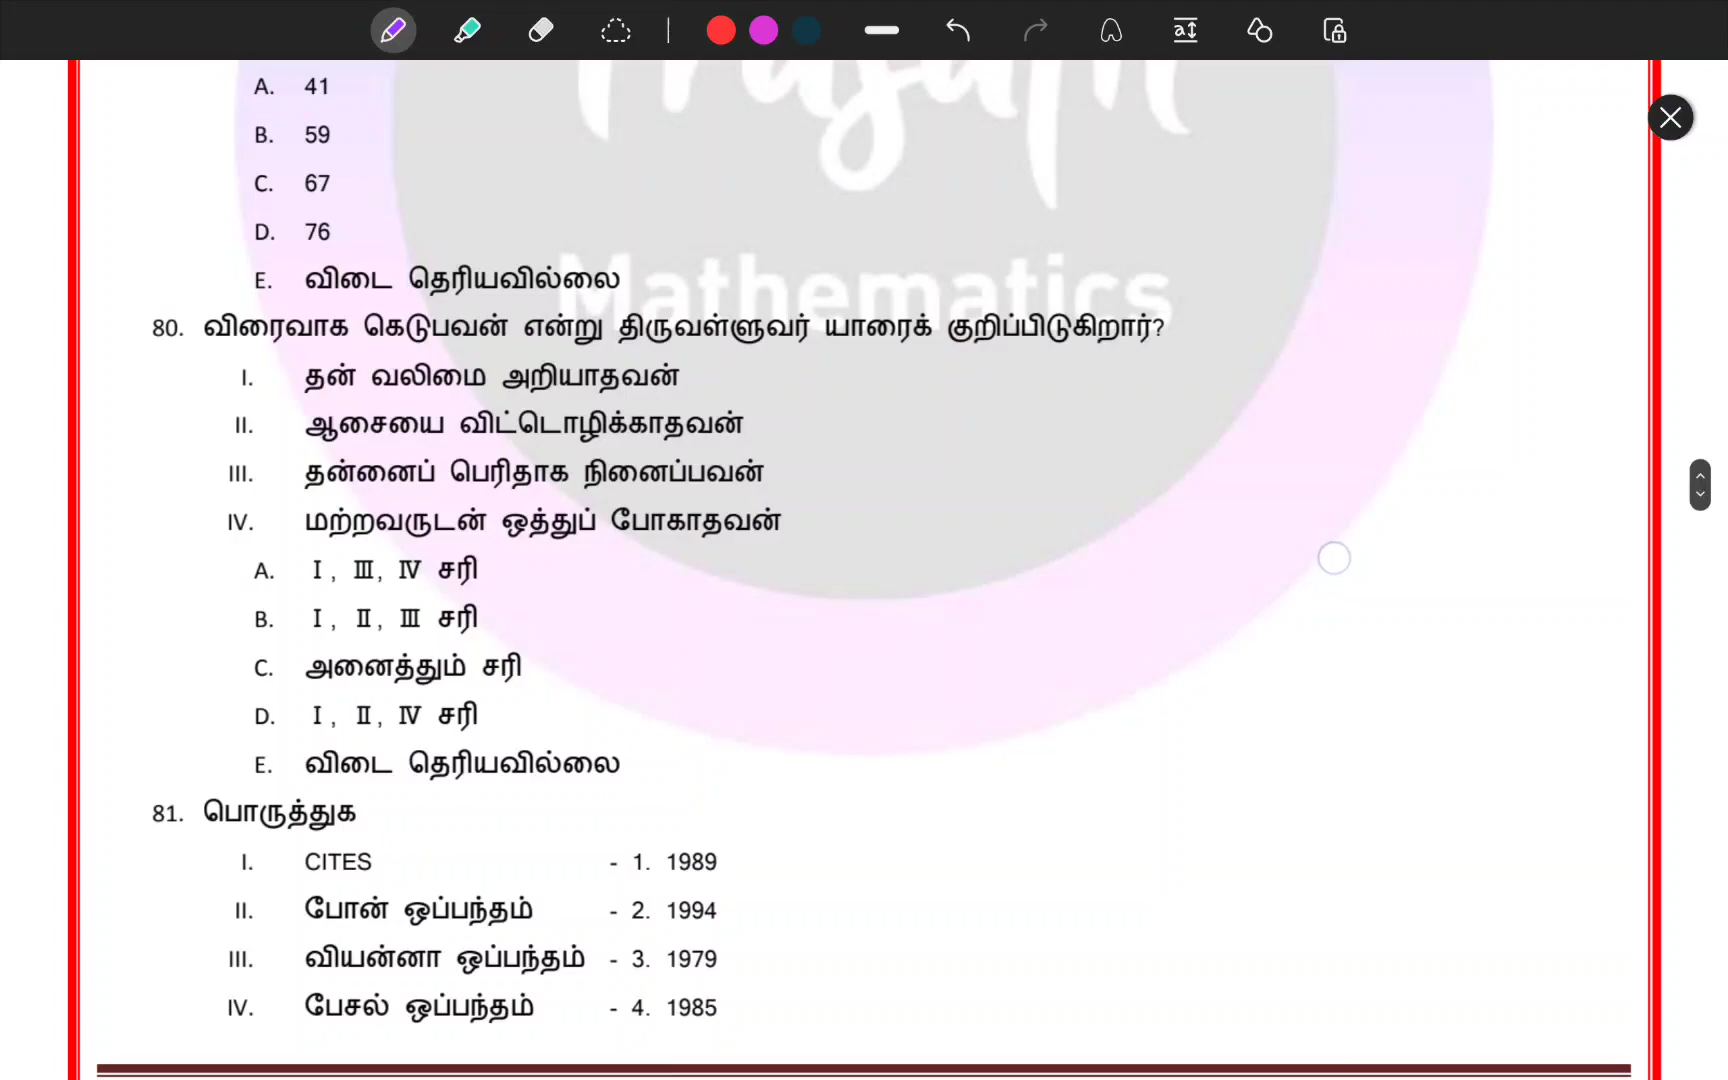 A. 41
B. 59
C. 67
D. 76
E. விடை தெரியவில்லை
Mathematics
80. விரைவாக கெடுபவன் என்று திருவள்ளுவர் யாரைக் குறிப்பிடுகிறார்?
I. தன் வலிமை அறியாதவன்
II. ஆசையை விட்டொழிக்காதவன்
III. தன்னைப் பெரிதாக நினைப்பவன்
IV. மற்றவருடன் ஒத்துப் போகாதவன்
A. Ⅰ, Ⅲ, Ⅳ சரி
B. Ⅰ, Ⅱ, Ⅲ சரி
C. அனைத்தும் சரி
D. Ⅰ, Ⅱ, Ⅳ சரி
E. விடை தெரியவில்லை
81. பொருத்துக
I. CITES - 1. 1989
II. போன் ஒப்பந்தம் - 2. 1994
III. வியன்னா ஒப்பந்தம் - 3. 1979
IV. பேசல் ஒப்பந்தம் - 4. 1985